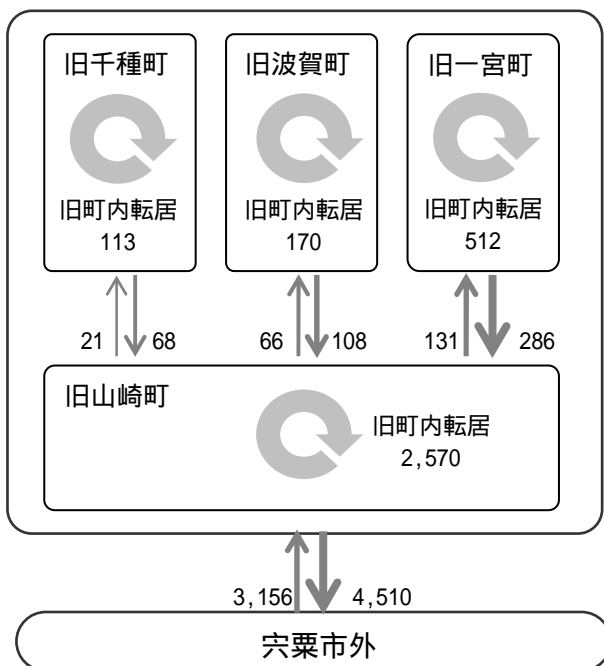 旧千種町 旧波賀町 旧一宮町
旧町内転居 旧町内転居 旧町内転居
113 170 512
21 68 66 108 131 286
旧山崎町
旧町内転居
2,570
3,156 4,510
宍粟市外